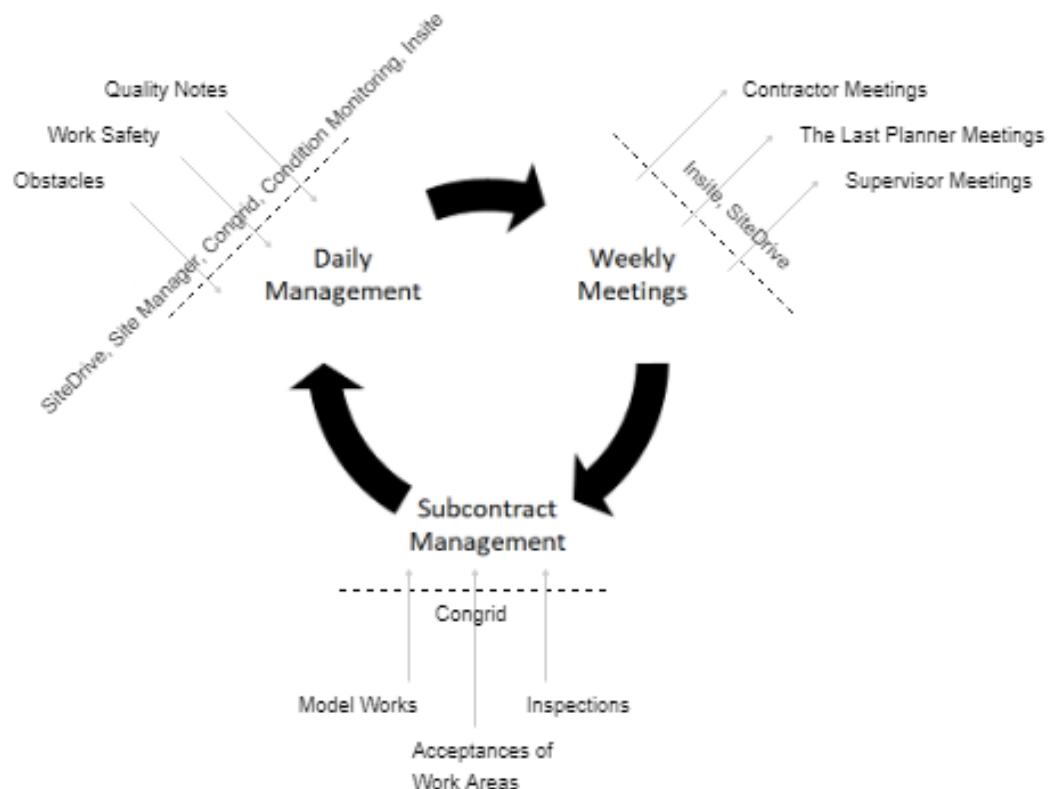 Quality Notes
Work Safety
Obstacles
SiteDrive, Site Manager, Congrid, Condition Monitoring, Insite
Daily
Management
Contractor Meetings
The Last Planner Meetings
Supervisor Meetings
Insite, SiteDrive
Weekly
Meetings
Subcontract
Management
Congrid
Model Works
Inspections
Acceptances of
Work Areas